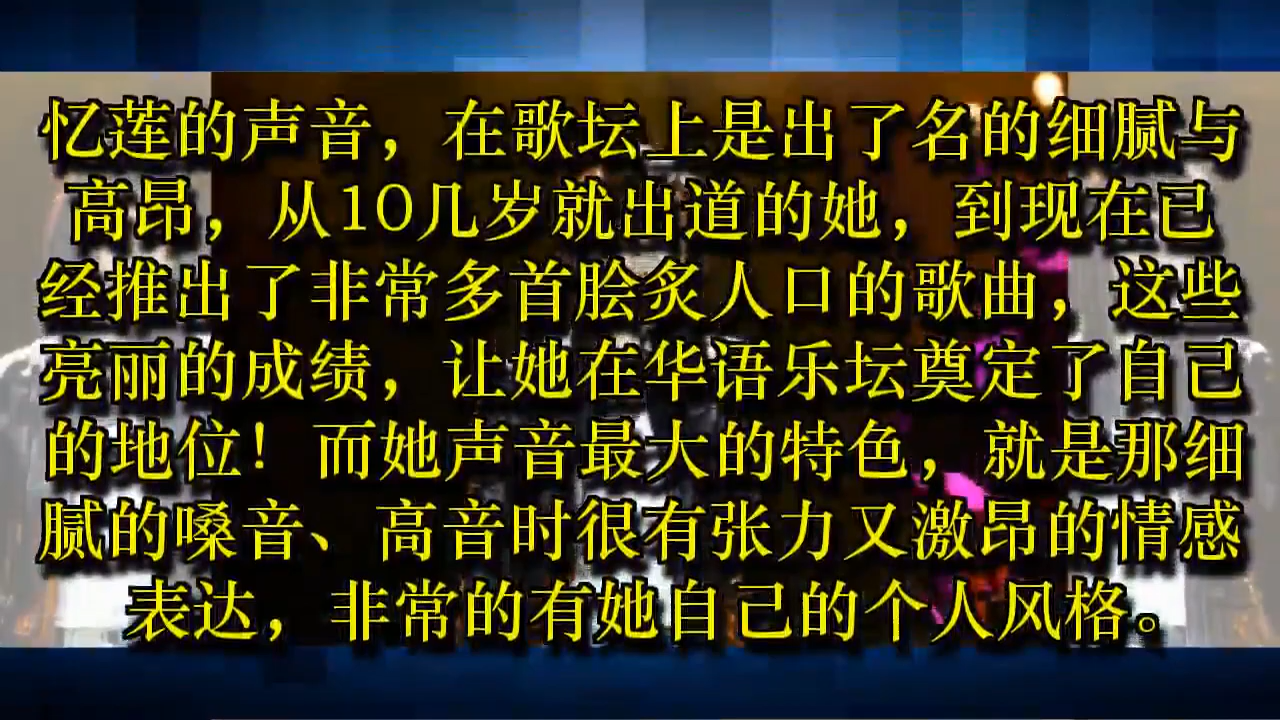 忆莲的声音，在歌坛上是出了名的细腻与
高昂，从10几岁就出道的她，到现在已
经推出了非常多首脍炙人口的歌曲，这些
亮丽的成绩，让她在华语乐坛奠定了自己
的地位！而她声音最大的特色，就是那细
腻的嗓音、高音时很有张力又激昂的情感
表达，非常的有她自己的个人风格。